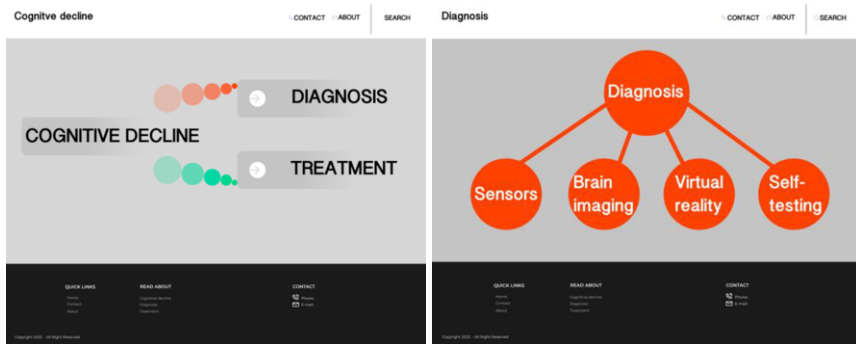 Cognitve decline
CONTACT ABOUT SEARCH
DIAGNOSIS
COGNITIVE DECLINE
TREATMENT
QUICK LINKS READ ABOUT CONTACT
Home Cognitive decline Phone
Contact Diagnosis E-mail
About Treatment
Copyright 2022 - All Right Reserved
Diagnosis
CONTACT ABOUT SEARCH
Diagnosis
Sensors
Brain
imaging
Virtual
reality
Self-
testing
QUICK LINKS READ ABOUT CONTACT
Home Cognitive decline Phone
Contact Diagnosis E-mail
About Treatment
Copyright 2022 - All Right Reserved